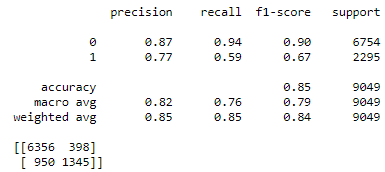 precision recall f1-score support
0 0.87 0.94 0.90 6754
1 0.77 0.59 0.67 2295
accuracy 0.85 9049
macro avg 0.82 0.76 0.79 9049
weighted avg 0.85 0.85 0.84 9049
[[6356 398]
[ 950 1345]]